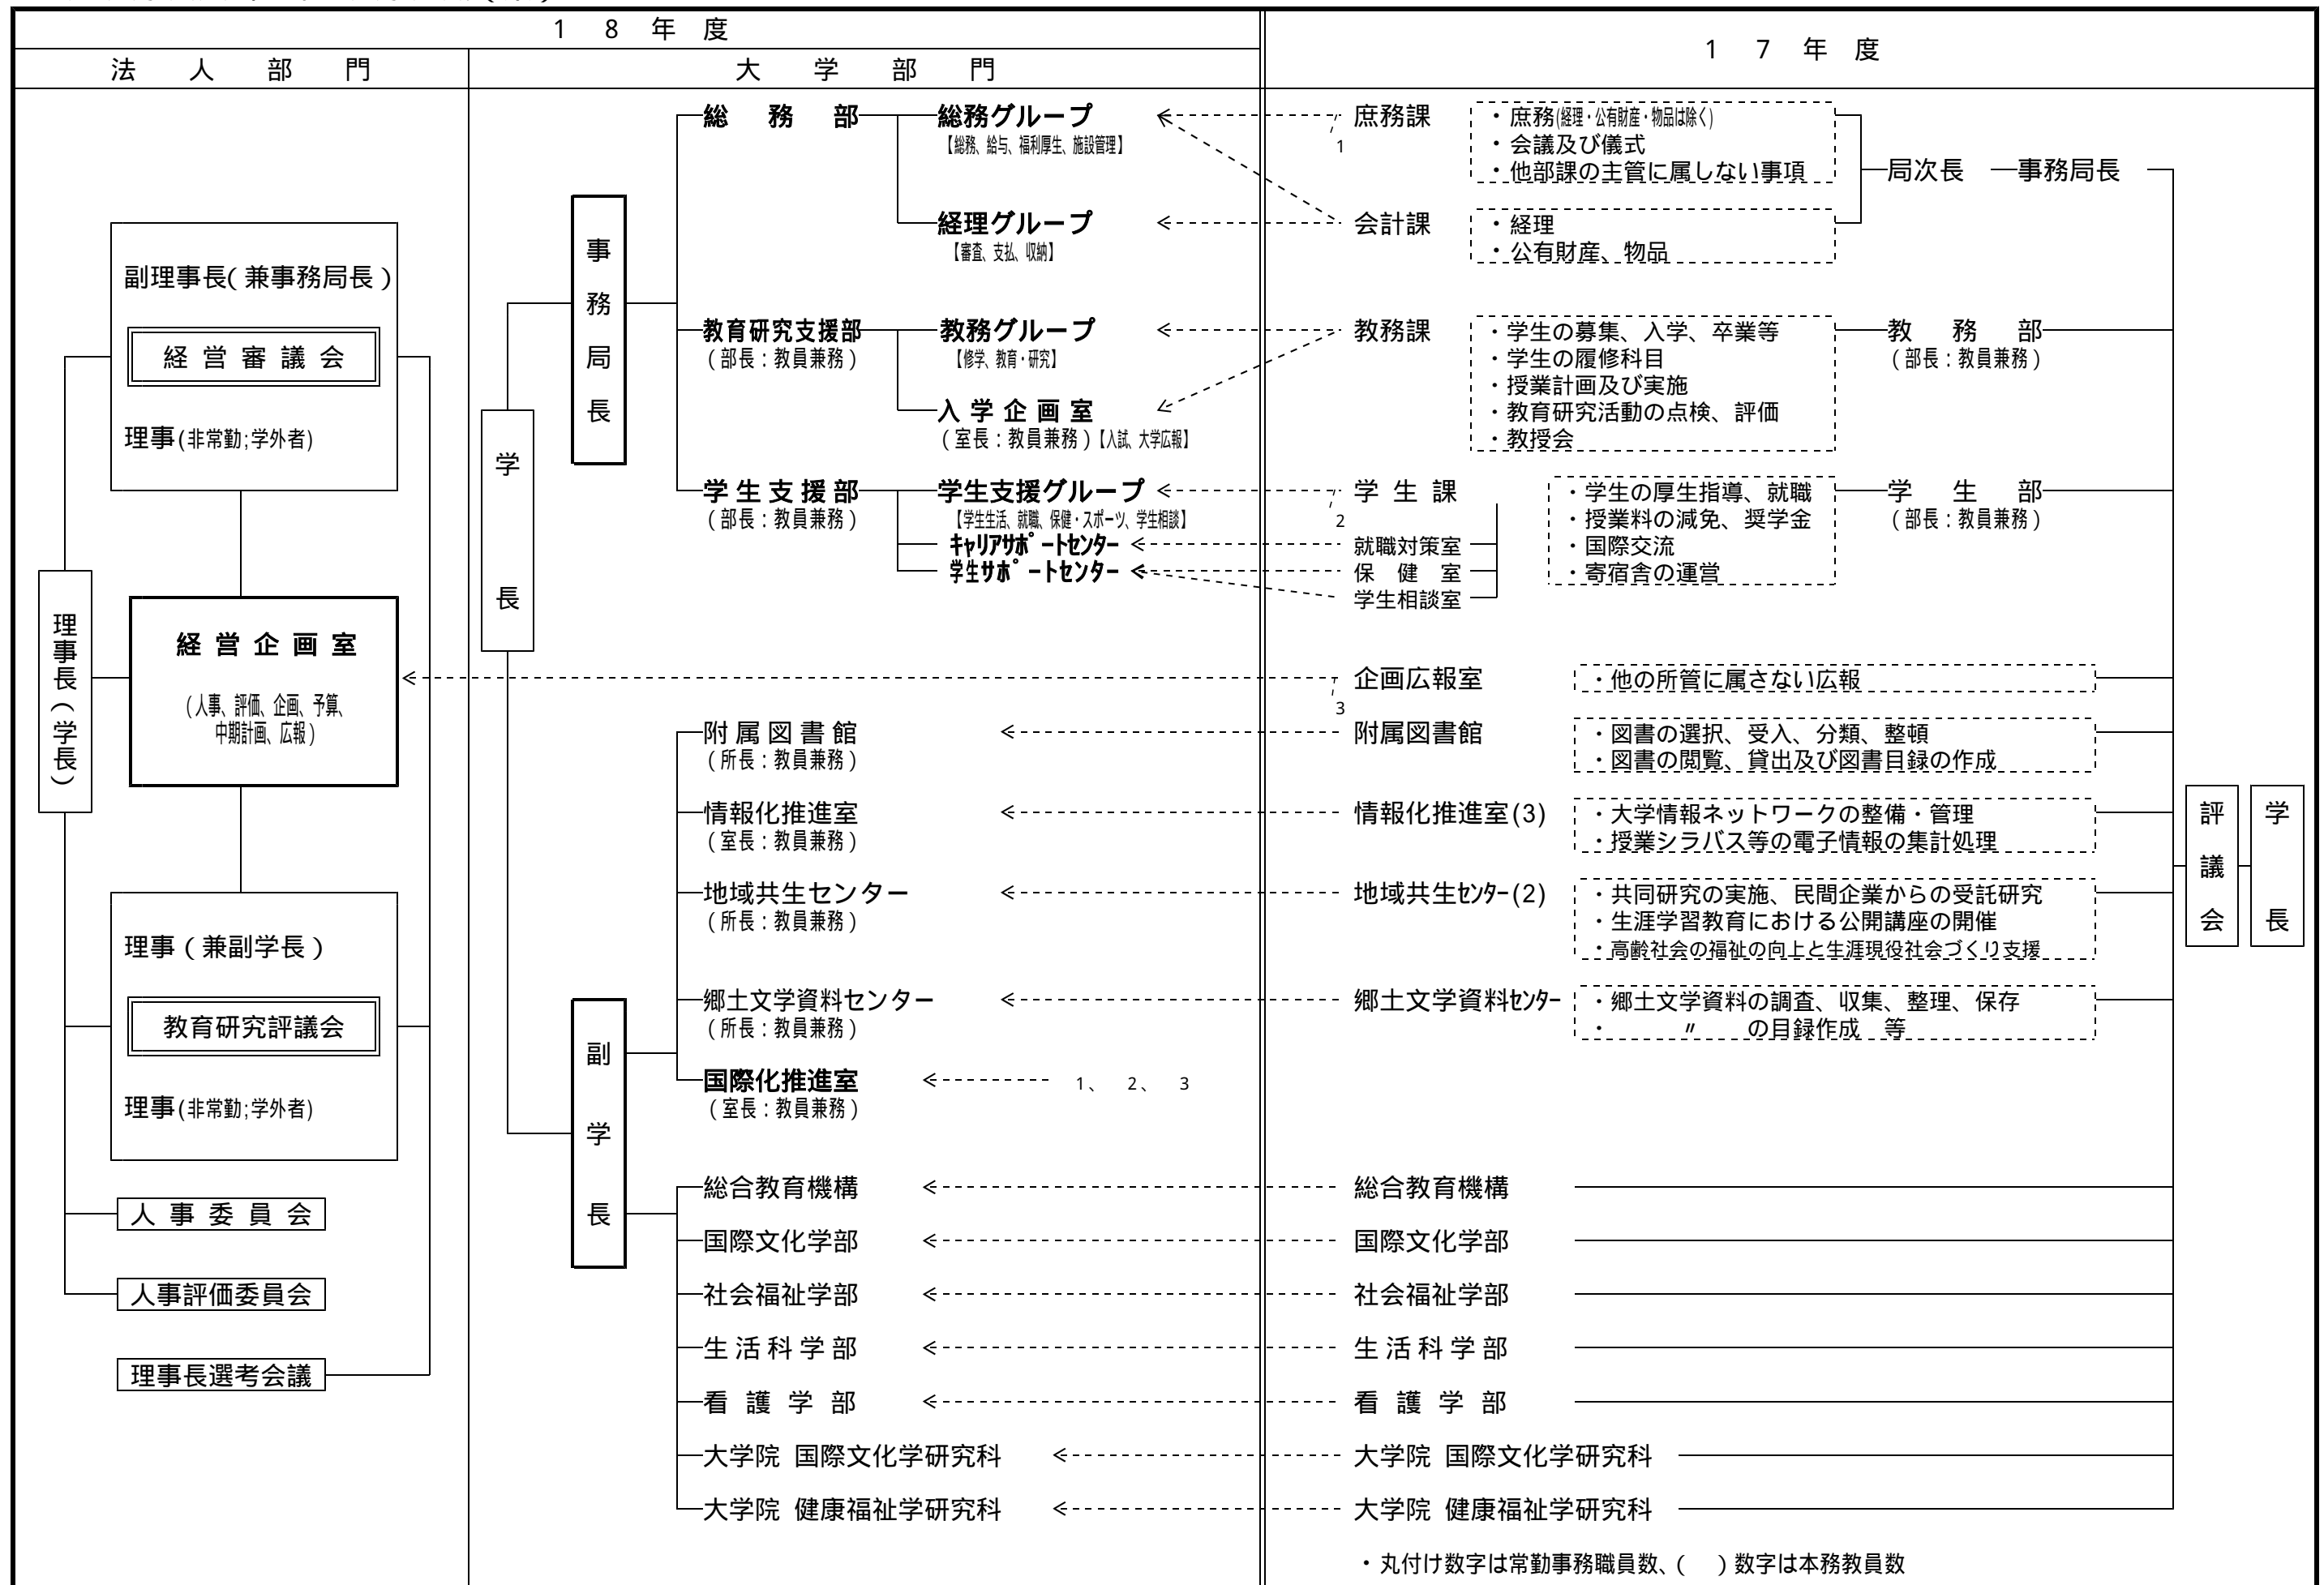 １８年度
１７年度
法人部門
大学部門
副理事長(兼事務局長)
経営審議会
理事(非常勤;学外者)
理事長(学長)
経営企画室
(人事、評価、企画、予算、
中期計画、広報)
理事(兼副学長)
教育研究評議会
理事(非常勤;学外者)
人事委員会
人事評価委員会
理事長選考会議
学長
事務局長
副学長
総務部
総務グループ
【総務、給与、福利厚生、施設管理】
経理グループ
【審査、支払、収納】
教育研究支援部
(部長:教員兼務)
教務グループ
【修学、教育・研究】
入学企画室
(室長:教員兼務)【入試、大学広報】
学生支援部
(部長:教員兼務)
学生支援グループ
【学生生活、就職、保健・スポーツ、学生相談】
ｷｬﾘｱｻﾎﾟｰﾄｾﾝﾀｰ
学生ｻﾎﾟｰﾄｾﾝﾀｰ
附属図書館
(所長:教員兼務)
情報化推進室
(室長:教員兼務)
地域共生センター
(所長:教員兼務)
郷土文学資料センター
(所長:教員兼務)
国際化推進室
(室長:教員兼務)
1、 2、 3
総合教育機構
国際文化学部
社会福祉学部
生活科学部
看護学部
大学院 国際文化学研究科
大学院 健康福祉学研究科
庶務課
1
・庶務(経理・公有財産・物品は除く)
・会議及び儀式
・他部課の主管に属しない事項
局次長
事務局長
会計課
・経理
・公有財産、物品
教務課
・学生の募集、入学、卒業等
・学生の履修科目
・授業計画及び実施
・教育研究活動の点検、評価
・教授会
教務部
(部長:教員兼務)
学生課
2
就職対策室
保健室
学生相談室
・学生の厚生指導、就職
・授業料の減免、奨学金
・国際交流
・寄宿舎の運営
学生部
(部長:教員兼務)
企画広報室
3
・他の所管に属さない広報
附属図書館
・図書の選択、受入、分類、整頓
・図書の閲覧、貸出及び図書目録の作成
情報化推進室(3)
・大学情報ネットワークの整備・管理
・授業シラバス等の電子情報の集計処理
地域共生ｾﾝﾀｰ(2)
・共同研究の実施、民間企業からの受託研究
・生涯学習教育における公開講座の開催
・高齢社会の福祉の向上と生涯現役社会づくり支援
郷土文学資料ｾﾝﾀｰ
・郷土文学資料の調査、収集、整理、保存
・ 〃 の目録作成 等
総合教育機構
国際文化学部
社会福祉学部
生活科学部
看護学部
大学院 国際文化学研究科
大学院 健康福祉学研究科
評議会
学長
・丸付け数字は常勤事務職員数、( )数字は本務教員数